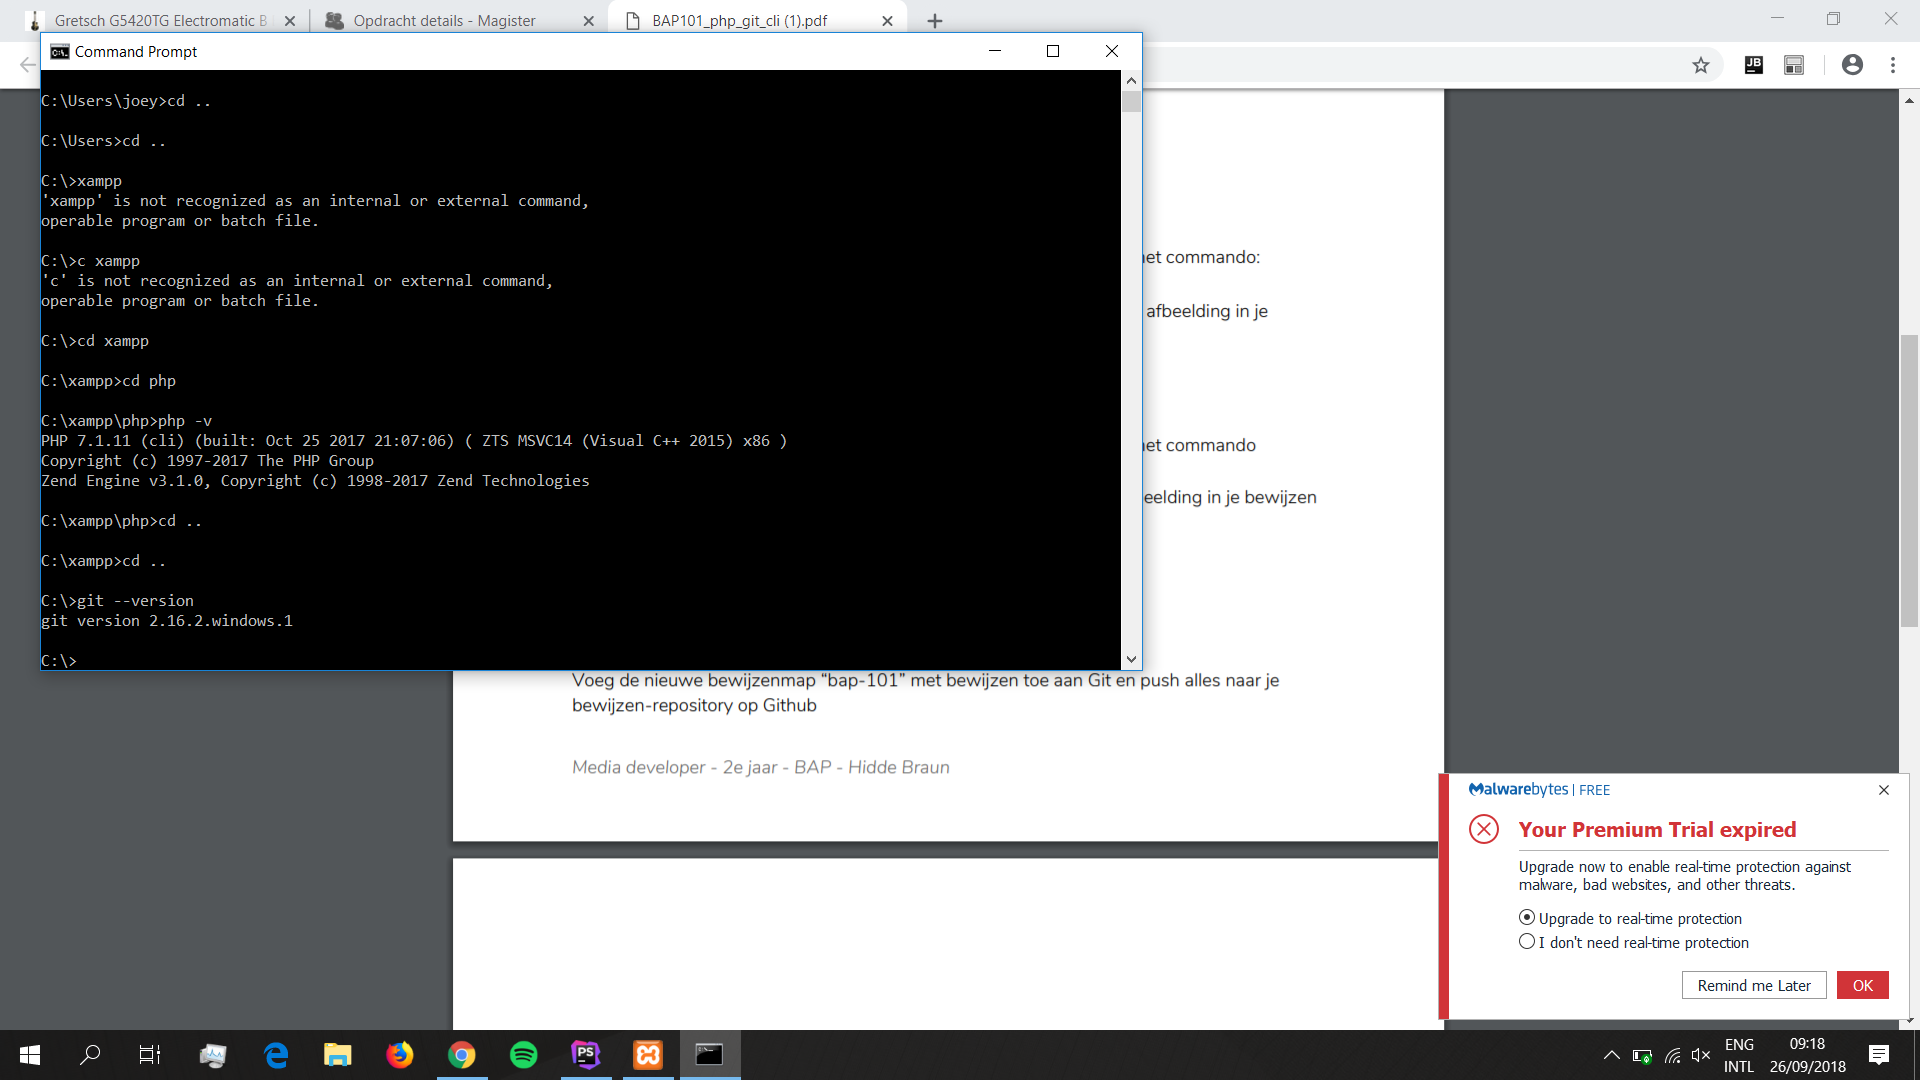 Gretsch G5420TG Electromatic B
Opdracht details - Magister
BAP101_php_git_cli (1).pdf
Command Prompt
C:\Users\joey>cd ..
C:\Users>cd ..
C:\>xampp
'xampp' is not recognized as an internal or external command,
operable program or batch file.
C:\>c xampp
'c' is not recognized as an internal or external command,
operable program or batch file.
C:\>cd xampp
C:\xampp>cd php
C:\xampp\php>php -v
PHP 7.1.11 (cli) (built: Oct 25 2017 21:07:06) ( ZTS MSVC14 (Visual C++ 2015) x86 )
Copyright (c) 1997-2017 The PHP Group
Zend Engine v3.1.0, Copyright (c) 1998-2017 Zend Technologies
C:\xampp\php>cd ..
C:\xampp>cd ..
C:\>git --version
git version 2.16.2.windows.1
C:\>
JB
commando:
afbeelding in je
commando
eelding in je bewijzen
Voeg de nieuwe bewijzenmap “bap-101” met bewijzen toe aan Git en push alles naar je
bewijzen-repository op Github
Media developer - 2e jaar - BAP - Hidde Braun
Malwarebytes | FREE
Your Premium Trial expired
Upgrade now to enable real-time protection against
malware, bad websites, and other threats.
Upgrade to real-time protection
I don't need real-time protection
Remind me Later
OK
PS
ENG
INTL
09:18
26/09/2018